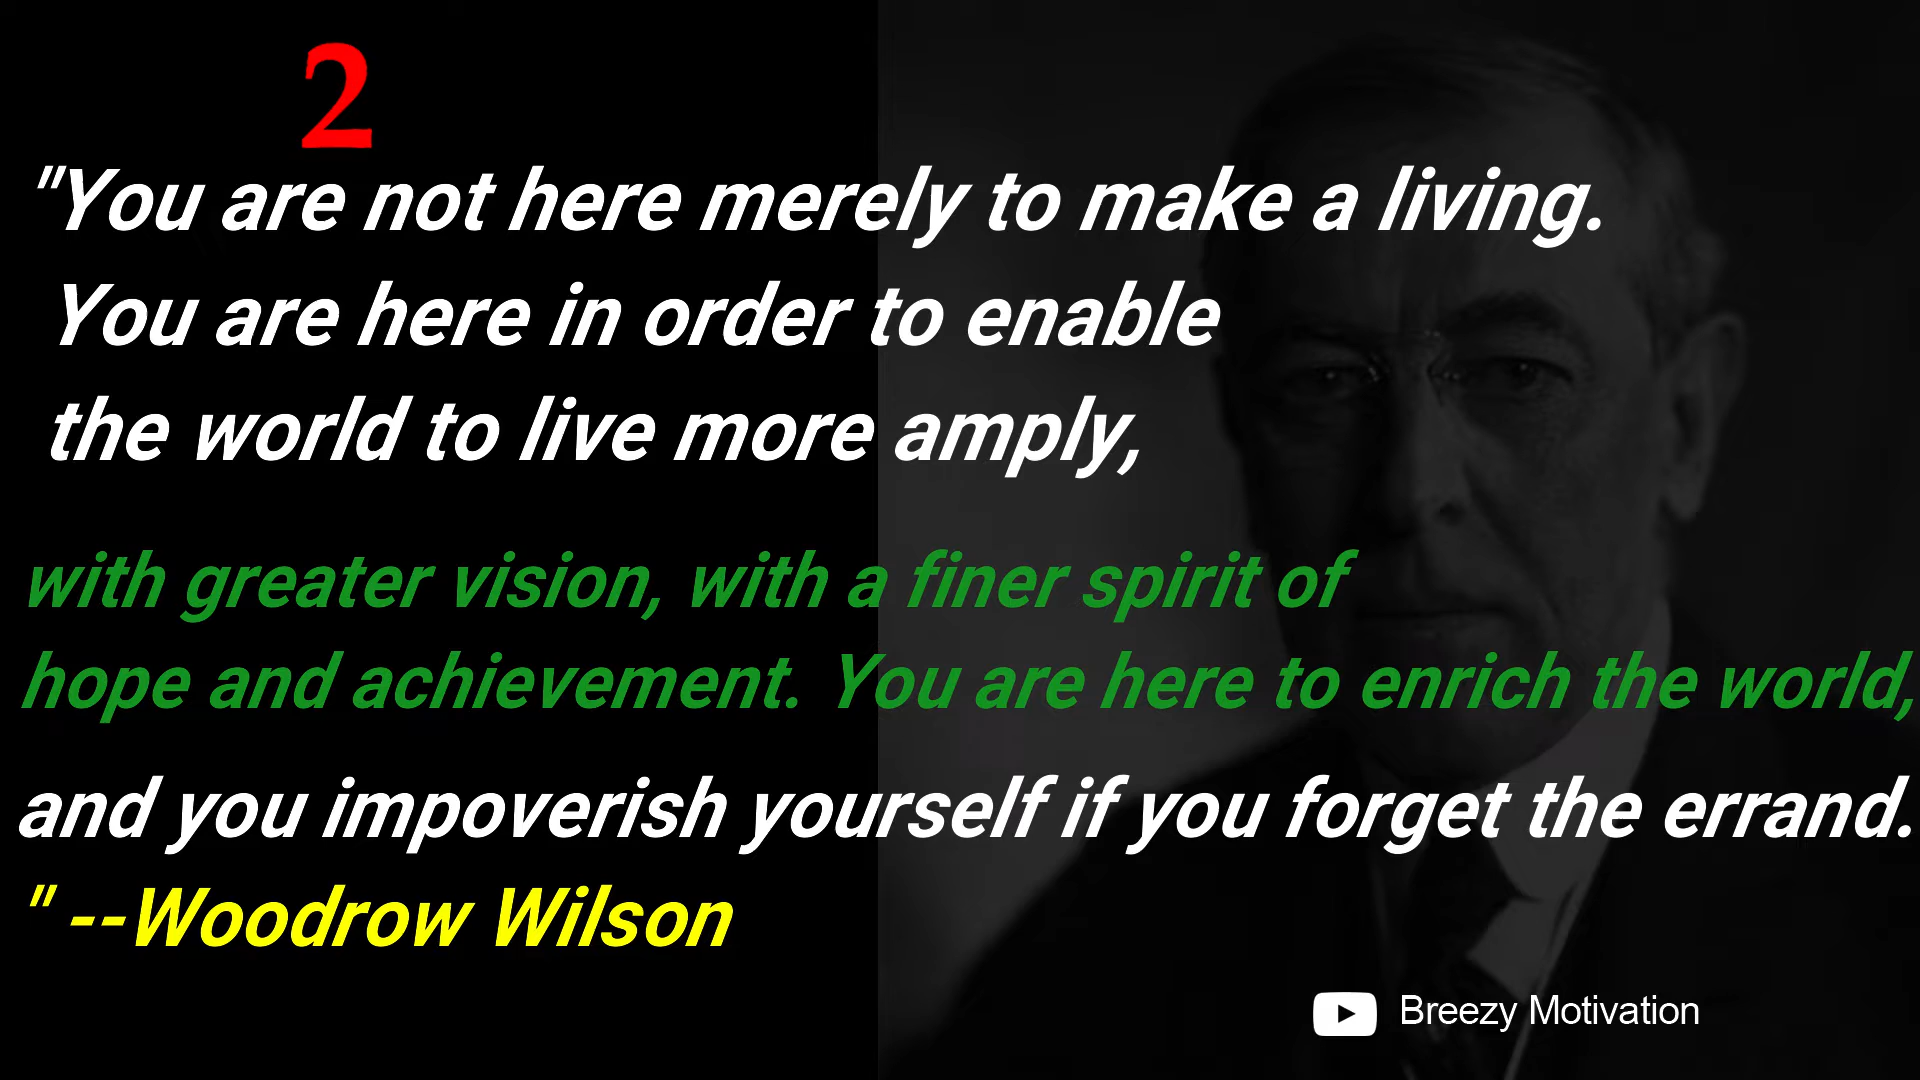 2
"You are not here merely to make a living.
You are here in order to enable
the world to live more amply,
with greater vision, with a finer spirit of
hope and achievement. You are here to enrich the world,
and you impoverish yourself if you forget the errand.
" --Woodrow Wilson
Breezy Motivation